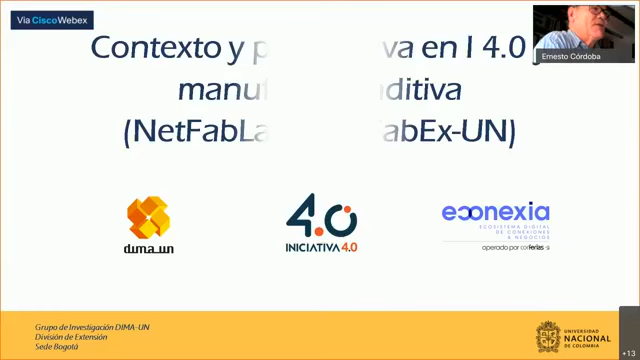 Via Cisco Webex
Contexto y p va en I 4.0
manu ditiva
(NetFabLa abEx-UN)
Ernesto Córdoba
dima_un
4.0
INICIATIVA 4.0
econexia
ECOSISTEMA DIGITAL
DE CONEXIONES
& NEGOCIOS
operado por corferias
Grupo de Investigación DIMA-UN
División de Extensión
Sede Bogotá
UNIVERSIDAD
NACIONAL
DE COLOMBIA
+13